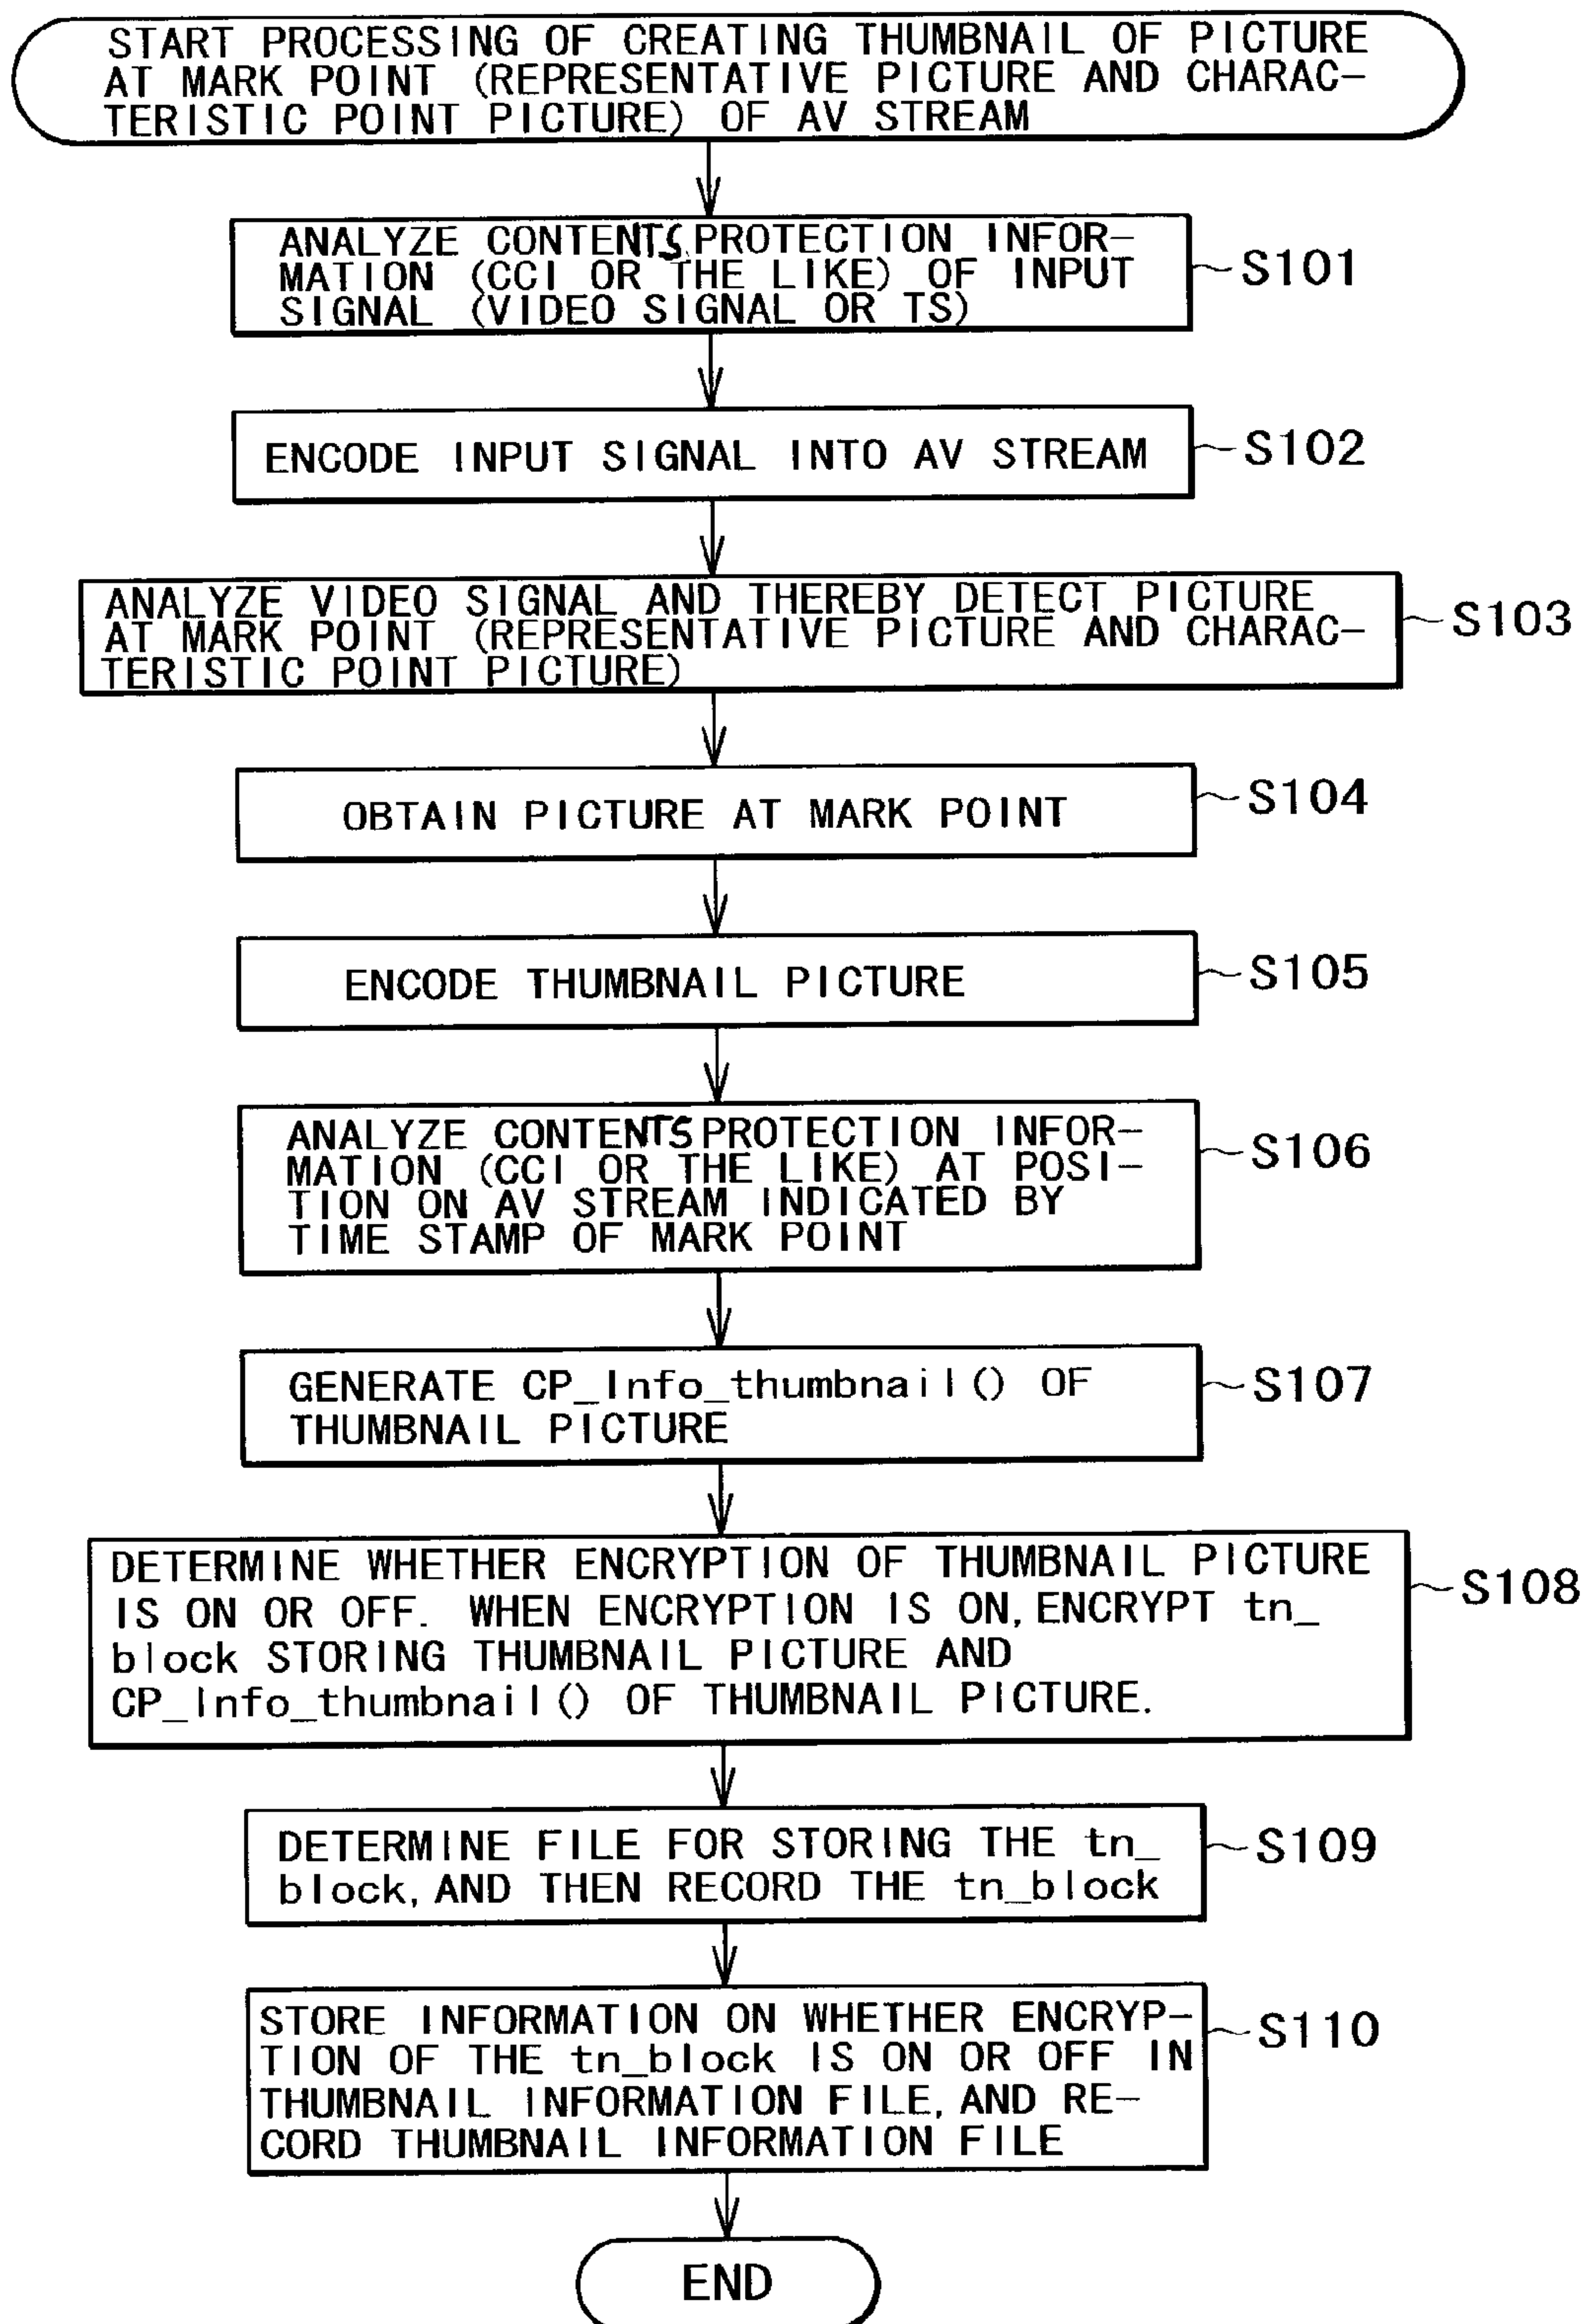 START PROCESSING OF CREATING THUMBNAIL OF PICTURE
AT MARK POINT (REPRESENTATIVE PICTURE AND CHARAC-
TERISTIC POINT PICTURE) OF AV STREAM
ANALYZE CONTENTS PROTECTION INFOR-
MATION (CCI OR THE LIKE) OF INPUT
SIGNAL (VIDEO SIGNAL OR TS)
S101
ENCODE INPUT SIGNAL INTO AV STREAM
S102
ANALYZE VIDEO SIGNAL AND THEREBY DETECT PICTURE
AT MARK POINT (REPRESENTATIVE PICTURE AND CHARAC-
TERISTIC POINT PICTURE)
S103
OBTAIN PICTURE AT MARK POINT
S104
ENCODE THUMBNAIL PICTURE
S105
ANALYZE CONTENTS PROTECTION INFOR-
MATION (CCI OR THE LIKE) AT POSI-
TION ON AV STREAM INDICATED BY
TIME STAMP OF MARK POINT
S106
GENERATE CP_Info_thumbnail() OF
THUMBNAIL PICTURE
S107
DETERMINE WHETHER ENCRYPTION OF THUMBNAIL PICTURE
IS ON OR OFF. WHEN ENCRYPTION IS ON, ENCRYPT tn_
block STORING THUMBNAIL PICTURE AND
CP_Info_thumbnail() OF THUMBNAIL PICTURE.
S108
DETERMINE FILE FOR STORING THE tn_
block, AND THEN RECORD THE tn_block
S109
STORE INFORMATION ON WHETHER ENCRYP-
TION OF THE tn_block IS ON OR OFF IN
THUMBNAIL INFORMATION FILE, AND RE-
CORD THUMBNAIL INFORMATION FILE
S110
END